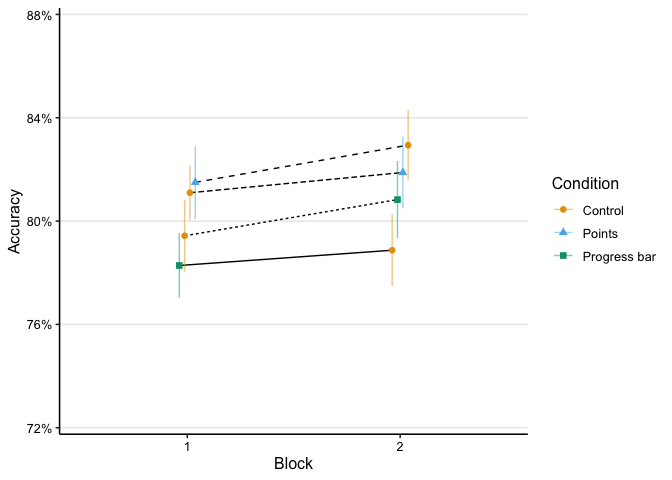 88%
84%
80%
76%
72%
Accuracy
1
2
Block
Condition
Control
Points
Progress bar